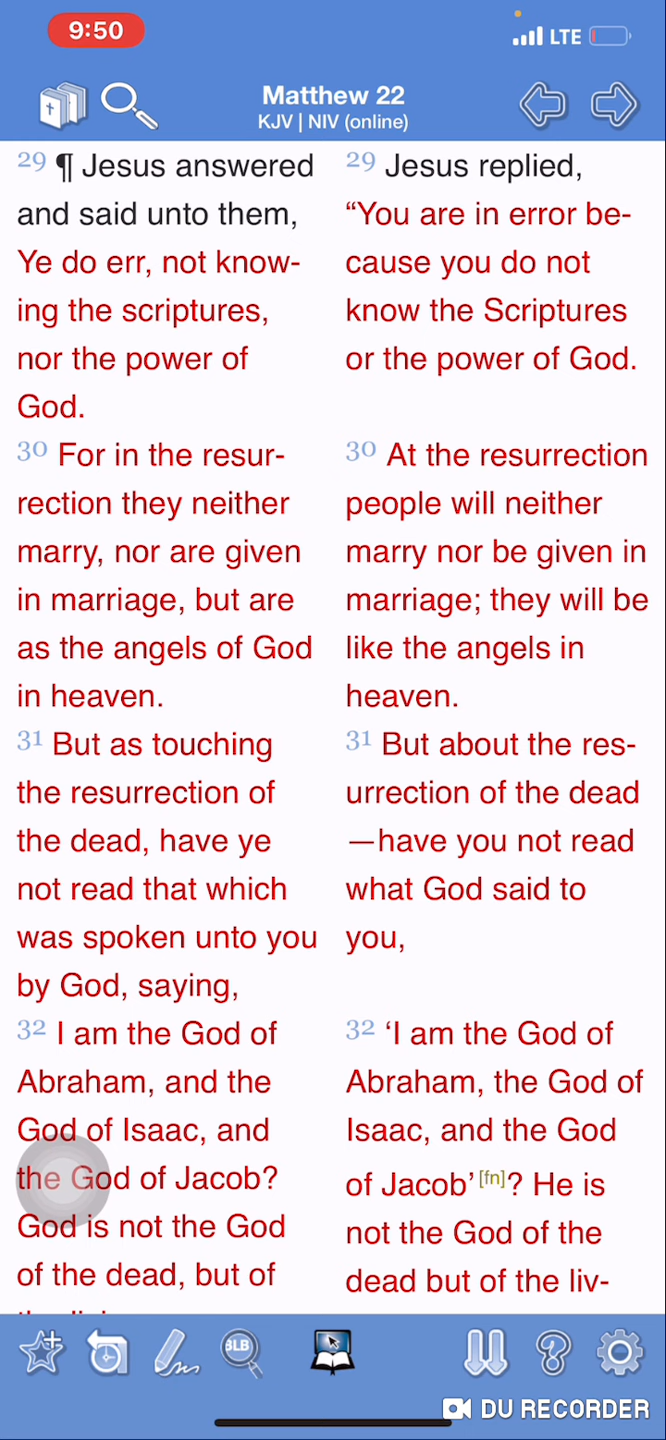 9:50
LTE
Matthew 22
KJV | NIV (online)
29 ¶ Jesus answered
and said unto them,
Ye do err, not know-
ing the scriptures,
nor the power of
God.
30 For in the resur-
rection they neither
marry, nor are given
in marriage, but are
as the angels of God
in heaven.
31 But as touching
the resurrection of
the dead, have ye
not read that which
was spoken unto you
by God, saying,
32 I am the God of
Abraham, and the
God of Isaac, and
the God of Jacob?
God is not the God
of the dead, but of
29 Jesus replied,
“You are in error be-
cause you do not
know the Scriptures
or the power of God.
30 At the resurrection
people will neither
marry nor be given in
marriage; they will be
like the angels in
heaven.
31 But about the res-
urrection of the dead
—have you not read
what God said to
you,
32 ‘I am the God of
Abraham, the God of
Isaac, and the God
of Jacob’[fn]? He is
not the God of the
dead but of the liv-
BLB
DU RECORDER